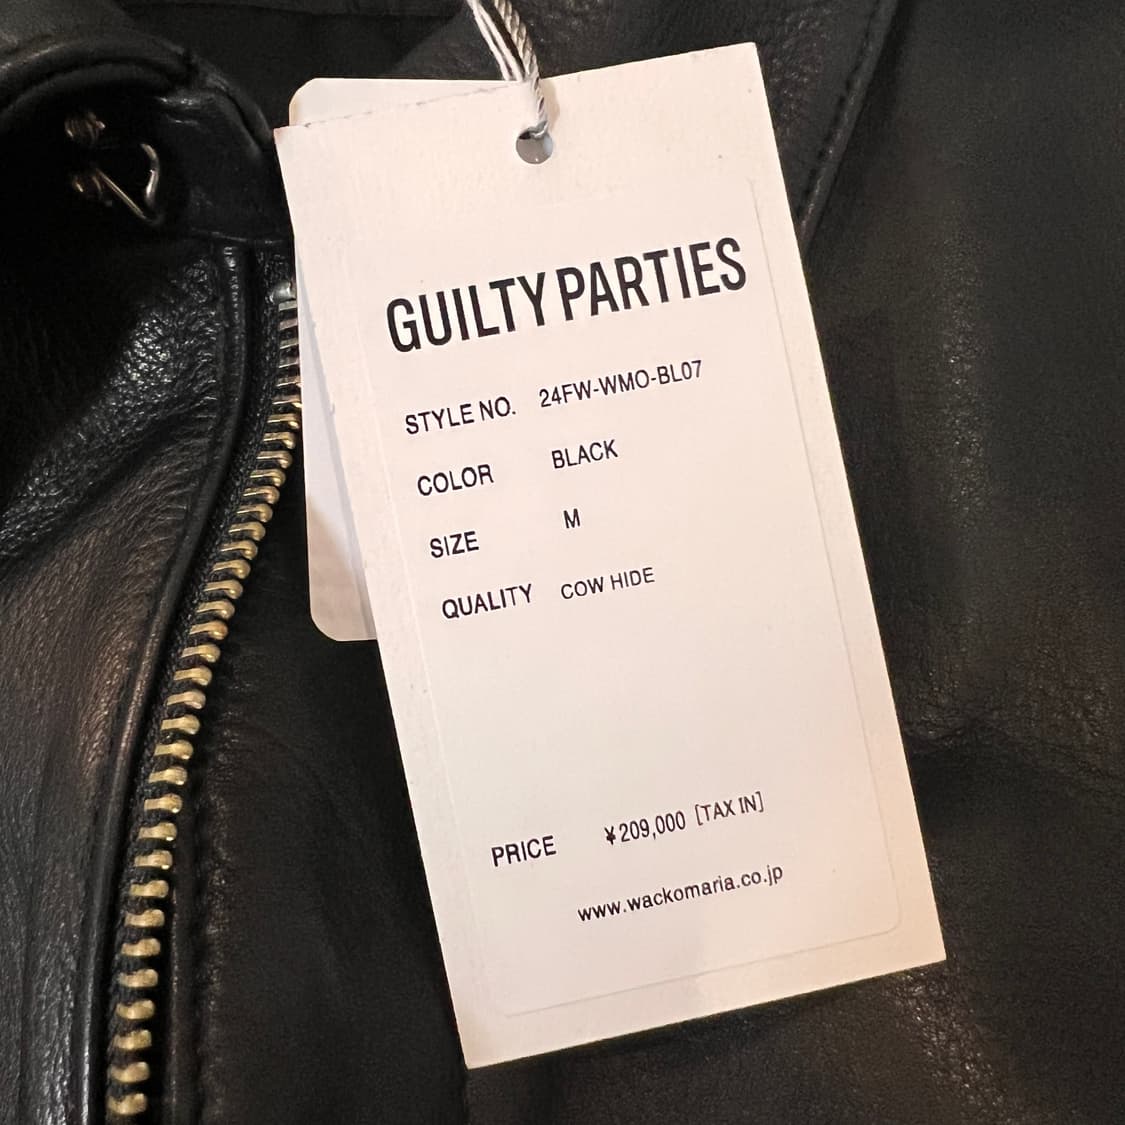 GUILTY PARTIES
STYLE NO. 24FW-WMO-BL07
COLOR BLACK
SIZE M
QUALITY COW HIDE
PRICE ¥209,000 [TAX IN]
www.wackomaria.co.jp